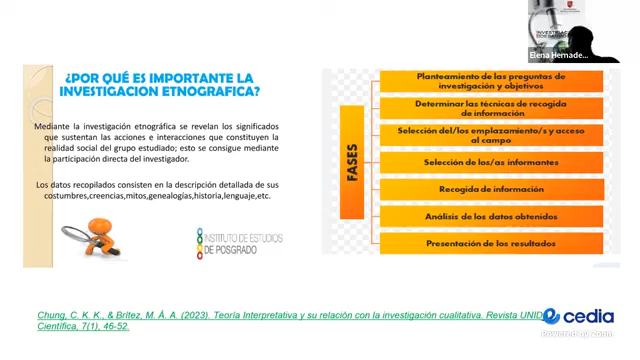 INVESTIGACIÓN
Elena Hernade...
¿POR QUÉ ES IMPORTANTE LA
INVESTIGACION ETNOGRAFICA?
Mediante la investigación etnográfica se revelan los significados
que sustentan las acciones e interacciones que constituyen la
realidad social del grupo estudiado; esto se consigue mediante
la participación directa del investigador.
Los datos recopilados consisten en la descripción detallada de sus
costumbres,creencias,mitos,genealogías,historia,lenguaje,etc.
INSTITUTO DE ESTUDIOS
DE POSGRADO
FASES
Planteamiento de las preguntas de
investigación y objetivos
Determinar las técnicas de recogida
de información
Selección del/los emplazamiento/s y acceso
al campo
Selección de los/as informantes
Recogida de información
Análisis de los datos obtenidos
Presentación de los resultados
Chung, C. K. K., & Brítez, M. Á. A. (2023). Teoría Interpretativa y su relación con la investigación cualitativa. Revista UNID
Científica, 7(1), 46-52.
cedia
Powered by Zoom